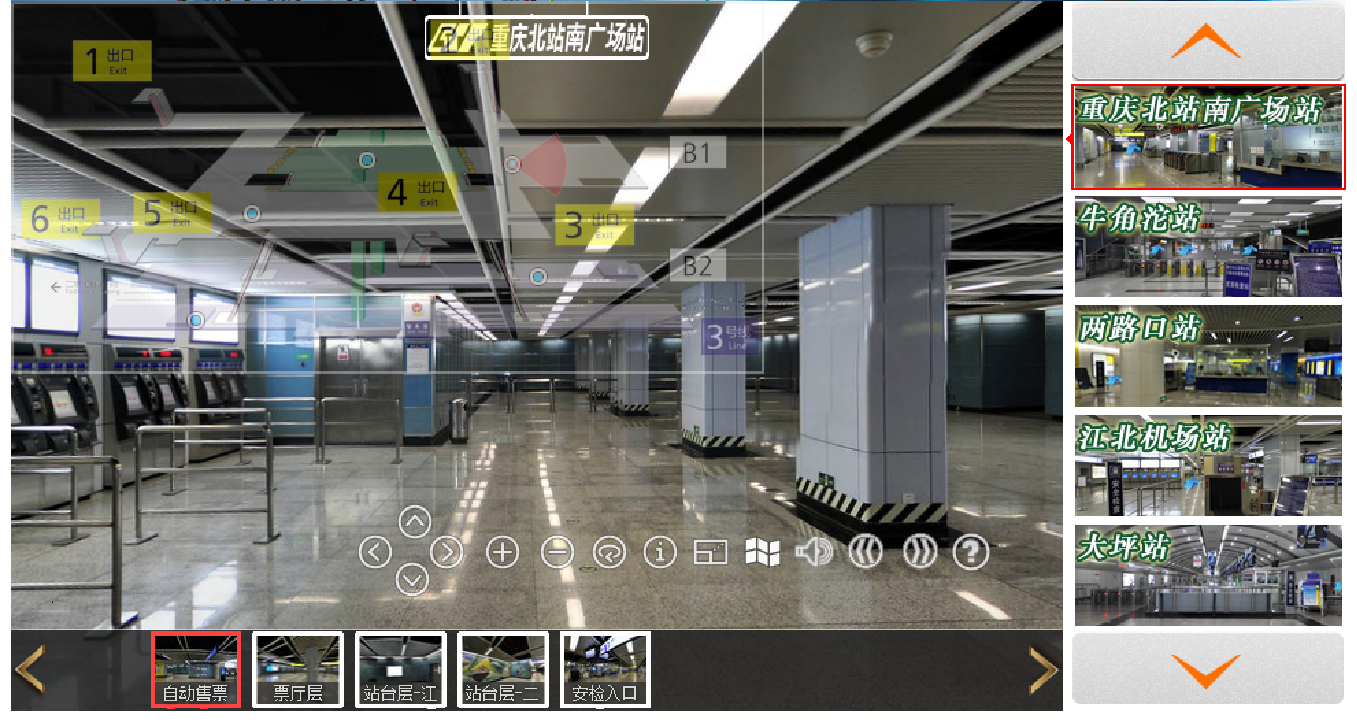 重庆北站南广场站
1 出口
Exit
B1
4 出口
Exit
5 出口
Exit
6 出口
Exit
3 出口
Exit
B2
3 号线
Line
自动售票
票厅层
站台层-江
站台层-二
安检入口
重庆北站南广场站
牛角沱站
两路口站
江北机场站
大坪站